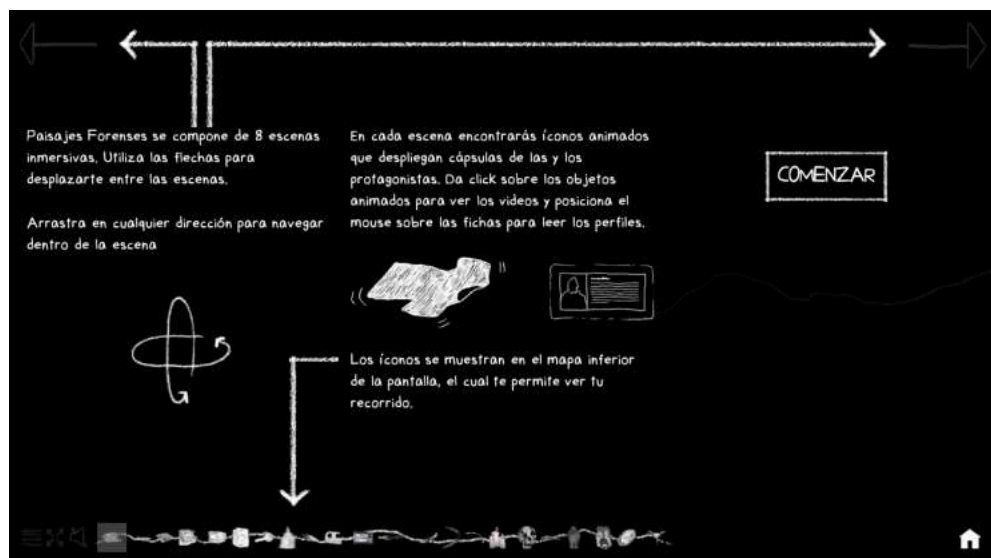 Paisajes Forenses se compone de 8 escenas
inmersivas. Utiliza las flechas para
desplazarte entre las escenas.
Arrastra en cualquier dirección para navegar
dentro de la escena
En cada escena encontrarás íconos animados
que despliegan cápsulas de las y los
protagonistas. Da click sobre los objetos
animados para ver los videos y posiciona el
mouse sobre las fichas para leer los perfiles.
COMENZAR
Los íconos se muestran en el mapa inferior
de la pantalla, el cual te permite ver tu
recorrido.